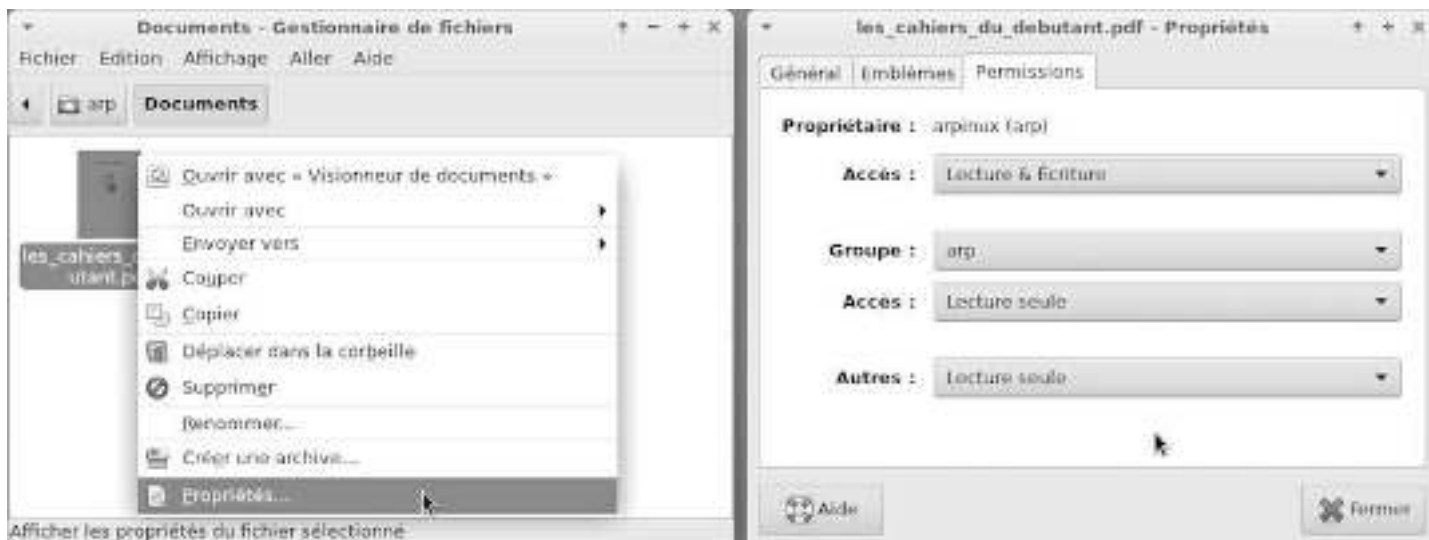 Documents - Gestionnaire de fichiers
Fichier Edition Affichage Aller Aide
arp Documents
Ouvrir avec « Visionneur de documents »
Ouvrir avec
Envoyer vers
les_cahiers_
utant.p
Couper
Copier
Déplacer dans la corbeille
Supprimer
Renommer...
Créer une archive...
Propriétés...
Afficher les propriétés du fichier sélectionné
les_cahiers_du_debutant.pdf - Propriétés
Général Emblèmes Permissions
Propriétaire : arpinux (arp)
Accès : Lecture & Écriture
Groupe : arp
Accès : Lecture seule
Autres : Lecture seule
Aide Fermer